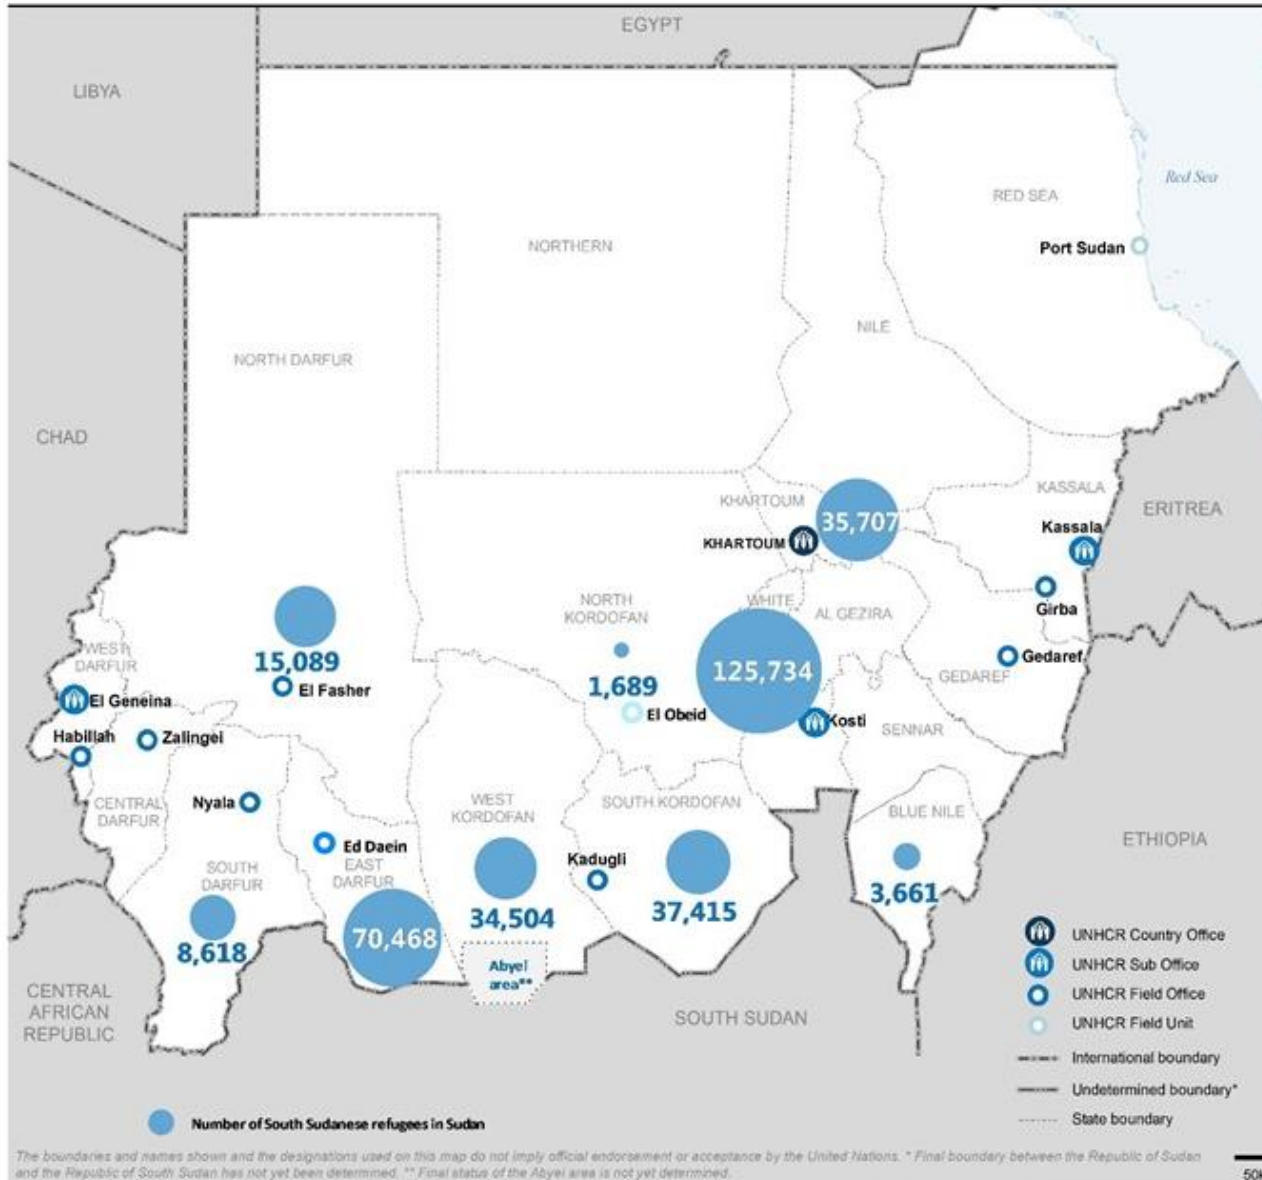 EGYPT
LIBYA
Red Sea
RED SEA
NORTHERN
Port Sudan
NILE
NORTH DARFUR
CHAD
KHARTOUM
KASSALA
ERITREA
35,707
Kassala
KHARTOUM
NORTH
KORDOFAN
WHITE
AL GEZIRA
Girba
WEST
DARFUR
15,089
El Fasher
1,689
El Obeid
125,734
Gedaref
GEDAREF
El Geneina
Kosti
SENNAR
Habillah
Zalingei
CENTRAL
DARFUR
Nyala
WEST
KORDOFAN
SOUTH KORDOFAN
BLUE NILE
Ed Daein
EAST
DARFUR
Kadugli
ETHIOPIA
SOUTH
DARFUR
8,618
70,468
34,504
37,415
3,661
Abyei
area**
CENTRAL
AFRICAN
REPUBLIC
SOUTH SUDAN
UNHCR Country Office
UNHCR Sub Office
UNHCR Field Office
UNHCR Field Unit
International boundary
Undetermined boundary*
State boundary
Number of South Sudanese refugees in Sudan
The boundaries and names shown and the designations used on this map do not imply official endorsement or acceptance by the United Nations. * Final boundary between the Republic of Sudan
and the Republic of South Sudan has not yet been determined. ** Final status of the Abyei area is not yet determined.